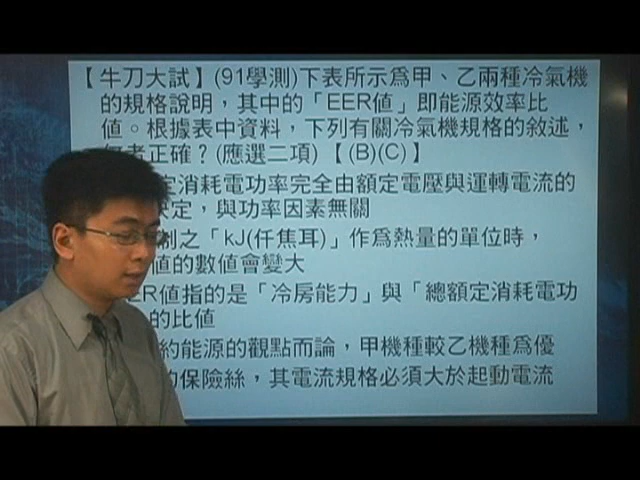 【牛刀大試】(91學測)下表所示為甲、乙兩種冷氣機
的規格說明，其中的「EER值」即能源效率比
值。根據表中資料，下列有關冷氣機規格的敘述，
正確？(應選二項)【(B)(C)】
定消耗電功率完全由額定電壓與運轉電流的
定，與功率因素無關
之「kJ(仟焦耳)」作為熱量的單位時，
值的數值會變大
R值指的是「冷房能力」與「總額定消耗電功
的比值
約能源的觀點而論，甲機種較乙機種為優
的保險絲，其電流規格必須大於起動電流